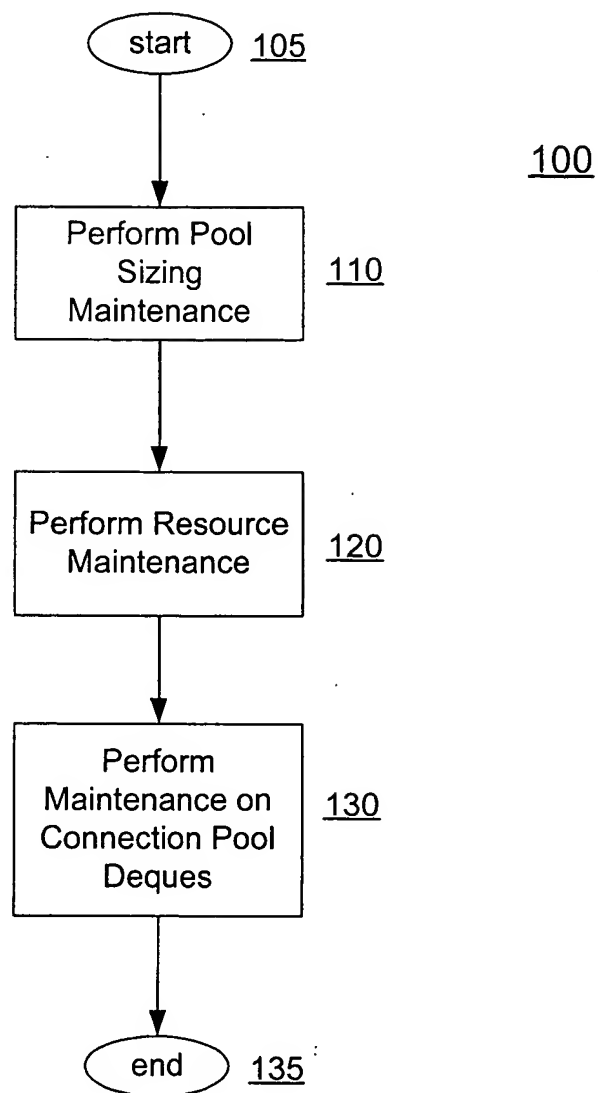 start
105
100
Perform Pool
Sizing
Maintenance
110
Perform Resource
Maintenance
120
Perform
Maintenance on
Connection Pool
Deques
130
end
135